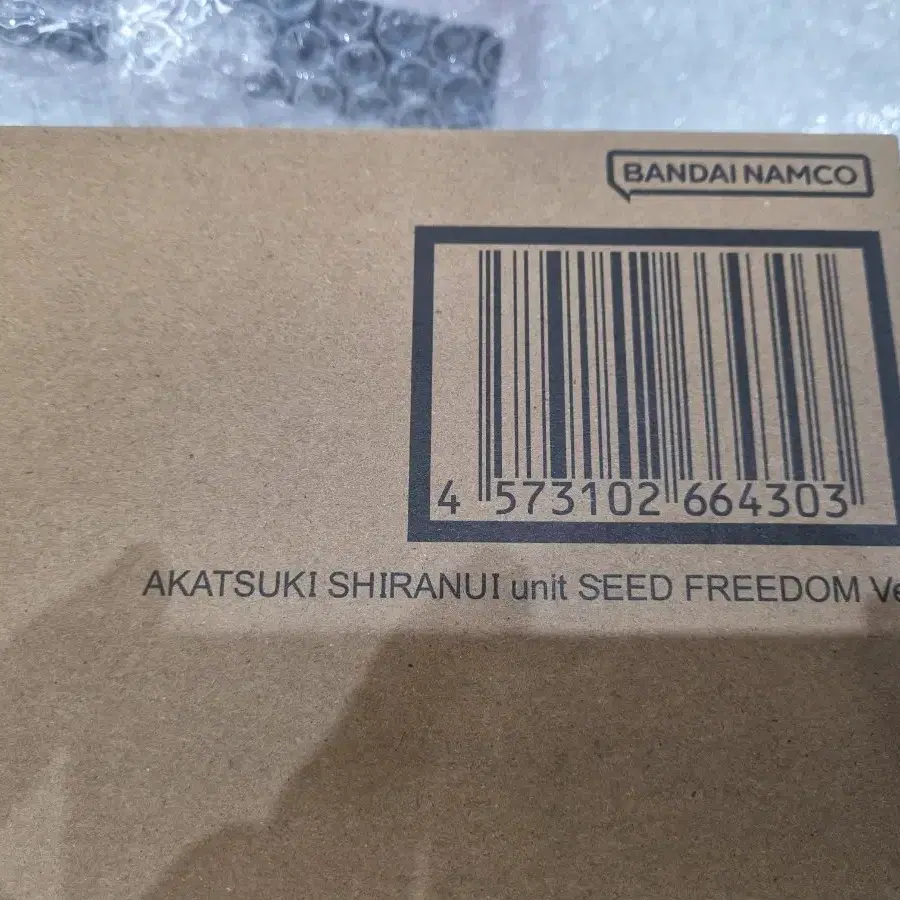 BANDAI NAMCO
4 573102 664303
AKATSUKI SHIRANUI unit SEED FREEDOM Ve